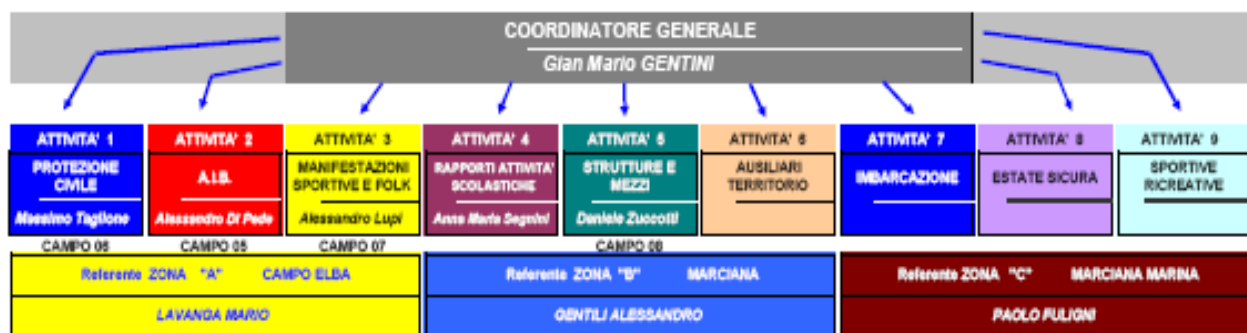 COORDINATORE GENERALE
Gian Mario GENTINI
ATTIVITA' 1 ATTIVITA' 2 ATTIVITA' 3 ATTIVITA' 4 ATTIVITA' 5 ATTIVITA' 6 ATTIVITA' 7 ATTIVITA' 8 ATTIVITA' 9
PROTEZIONE CIVILE
Massimo Taglione
CAMPO 06
A.I.B.
Alessandro Di Pede
CAMPO 05
MANIFESTAZIONI
SPORTIVE E FOLK
Alessandro Lupi
CAMPO 07
RAPPORTI ATTIVITA'
SCOLASTICHE
Anna Maria Segnini
STRUTTURE E
MEZZI
Daniele Zuccotti
CAMPO 08
AUSILIARI
TERRITORIO
IMBARCAZIONE
ESTATE SICURA
SPORTIVE
RICREATIVE
Referente ZONA "A" CAMPO ELBA
LAVANGA MARIO
Referente ZONA "B" MARCIANA
GENTILI ALESSANDRO
Referente ZONA "C" MARCIANA MARINA
PAOLO FULIGNI